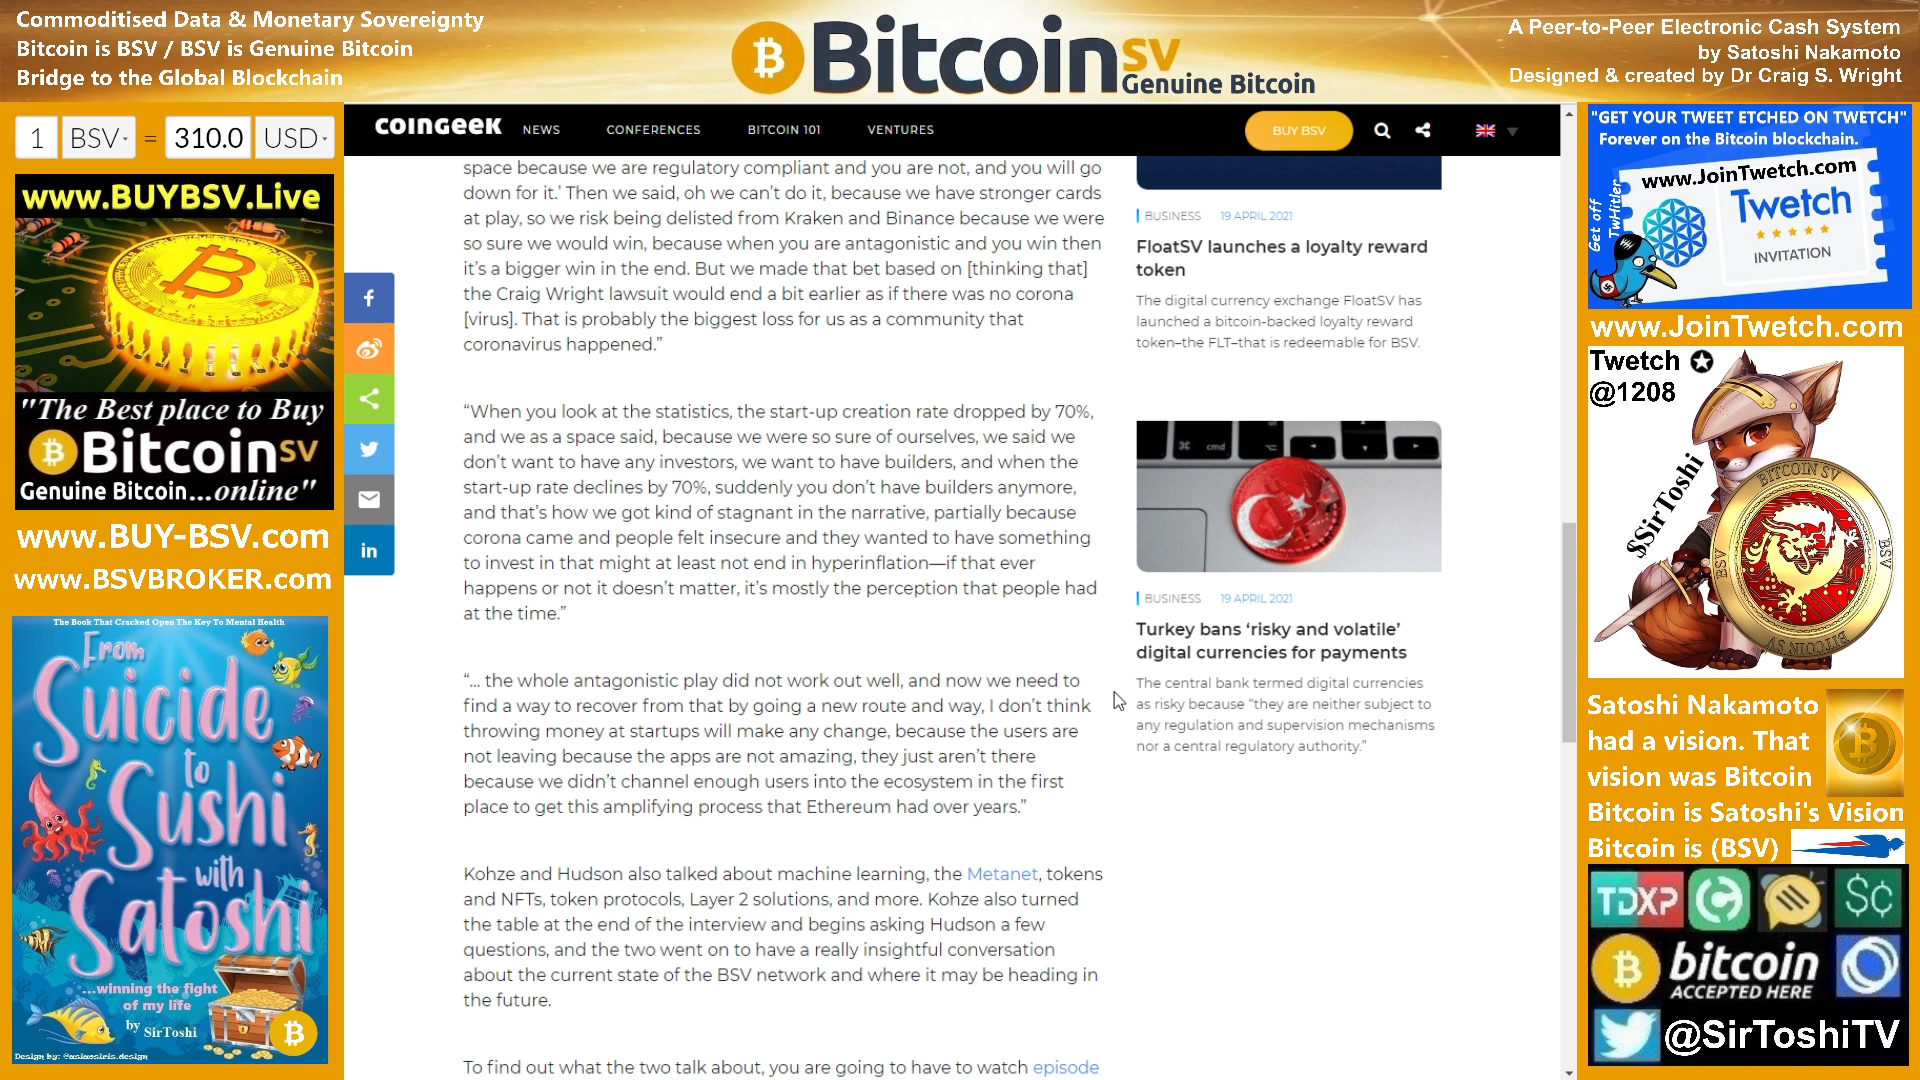 Commoditised Data & Monetary Sovereignty
Bitcoin is BSV / BSV is Genuine Bitcoin
Bridge to the Global Blockchain
BitcoinSV
Genuine Bitcoin
A Peer-to-Peer Electronic Cash System
by Satoshi Nakamoto
Designed & created by Dr Craig S. Wright
1 BSV = 310.0 USD
www.BUYBSV.Live
"The Best place to Buy
BitcoinSV
Genuine Bitcoin...online"
www.BUY-BSV.com
www.BSVBROKER.com
The Book That Cracked Open The Key To Mental Health
From
Suicide
to
Sushi
with
Satoshi
...winning the fight
of my life
by SirToshi
Design by: @asiaosiris.design
COINGEEK
NEWS
CONFERENCES
BITCOIN 101
VENTURES
BUY BSV
space because we are regulatory compliant and you are not, and you will go
down for it.’ Then we said, oh we can’t do it, because we have stronger cards
at play, so we risk being delisted from Kraken and Binance because we were
so sure we would win, because when you are antagonistic and you win then
it’s a bigger win in the end. But we made that bet based on [thinking that]
the Craig Wright lawsuit would end a bit earlier as if there was no corona
[virus]. That is probably the biggest loss for us as a community that
coronavirus happened.”
“When you look at the statistics, the start-up creation rate dropped by 70%,
and we as a space said, because we were so sure of ourselves, we said we
don’t want to have any investors, we want to have builders, and when the
start-up rate declines by 70%, suddenly you don’t have builders anymore,
and that’s how we got kind of stagnant in the narrative, partially because
corona came and people felt insecure and they wanted to have something
to invest in that might at least not end in hyperinflation—if that ever
happens or not it doesn’t matter, it’s mostly the perception that people had
at the time.”
“... the whole antagonistic play did not work out well, and now we need to
find a way to recover from that by going a new route and way, I don’t think
throwing money at startups will make any change, because the users are
not leaving because the apps are not amazing, they just aren’t there
because we didn’t channel enough users into the ecosystem in the first
place to get this amplifying process that Ethereum had over years.”
Kohze and Hudson also talked about machine learning, the Metanet, tokens
and NFTs, token protocols, Layer 2 solutions, and more. Kohze also turned
the table at the end of the interview and begins asking Hudson a few
questions, and the two went on to have a really insightful conversation
about the current state of the BSV network and where it may be heading in
the future.
To find out what the two talk about, you are going to have to watch episode
BUSINESS 19 APRIL 2021
FloatSV launches a loyalty reward
token
The digital currency exchange FloatSV has
launched a bitcoin-backed loyalty reward
token–the FLT–that is redeemable for BSV.
cmd
BUSINESS 19 APRIL 2021
Turkey bans ‘risky and volatile’
digital currencies for payments
The central bank termed digital currencies
as risky because “they are neither subject to
any regulation and supervision mechanisms
nor a central regulatory authority.”
"GET YOUR TWEET ETCHED ON TWETCH"
Forever on the Bitcoin blockchain.
www.JoinTwetch.com
Get off
TwHitler
Twetch
INVITATION
www.JoinTwetch.com
Twetch
@1208
$SirToshi
BITCOIN SV
BSV
BSV
BITCOIN SV
Satoshi Nakamoto
had a vision. That
vision was Bitcoin
Bitcoin is Satoshi's Vision
Bitcoin is (BSV)
TDXP
$¢
bitcoin
ACCEPTED HERE
@SirToshiTV